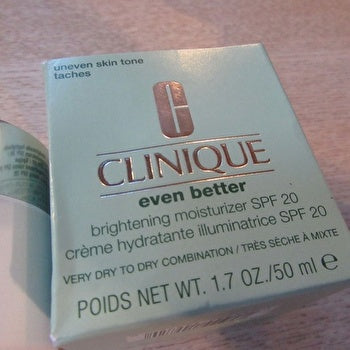 uneven skin tone
taches
C
CLINIQUE
even better
brightening moisturizer SPF 20
crème hydratante illuminatrice SPF 20
VERY DRY TO DRY COMBINATION / TRÈS SÈCHE À MIXTE
POIDS NET WT. 1.7 OZ./50 ml e